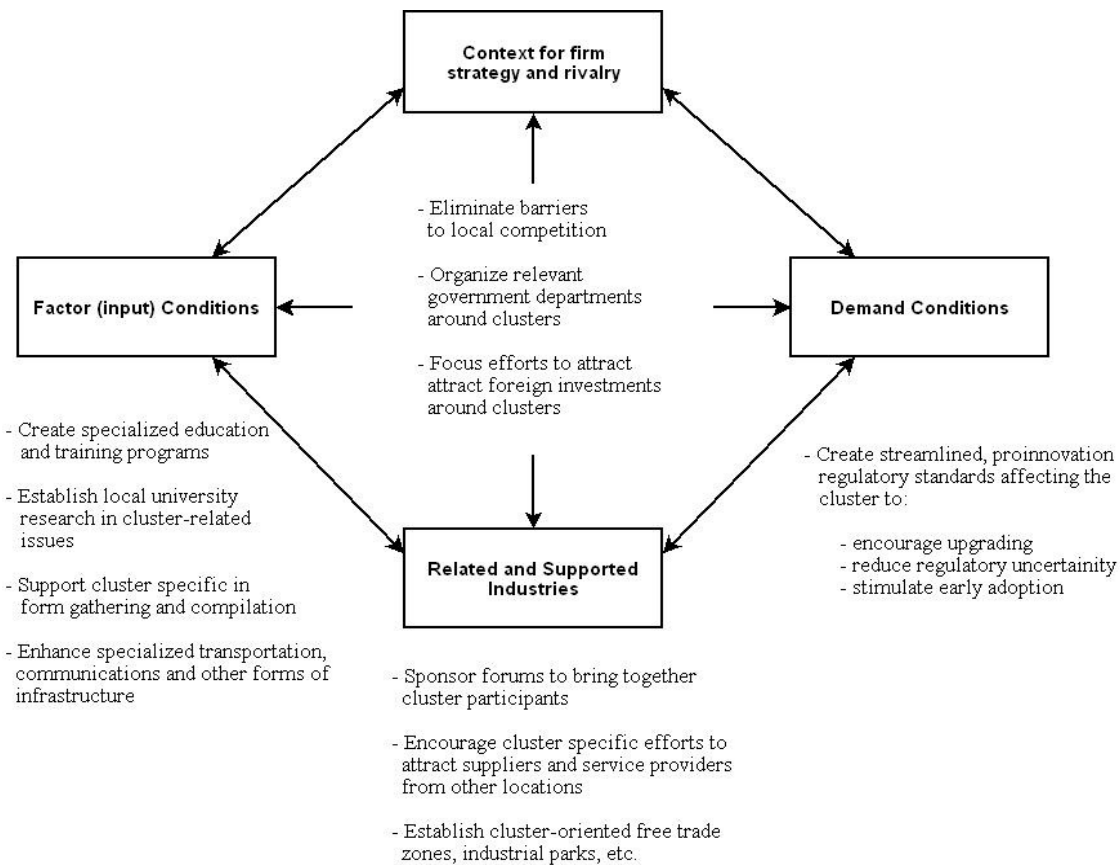 Context for firm
strategy and rivalry
- Eliminate barriers
to local competition
- Organize relevant
government departments
around clusters
- Focus efforts to attract
attract foreign investments
around clusters
Factor (input) Conditions
Demand Conditions
- Create specialized education
and training programs
- Establish local university
research in cluster-related
issues
- Support cluster specific in
form gathering and compilation
- Enhance specialized transportation,
communications and other forms of
infrastructure
- Create streamlined, proinnovation
regulatory standards affecting the
cluster to:
- encourage upgrading
- reduce regulatory uncertainity
- stimulate early adoption
Related and Supported
Industries
- Sponsor forums to bring together
cluster participants
- Encourage cluster specific efforts to
attract suppliers and service providers
from other locations
- Establish cluster-oriented free trade
zones, industrial parks, etc.